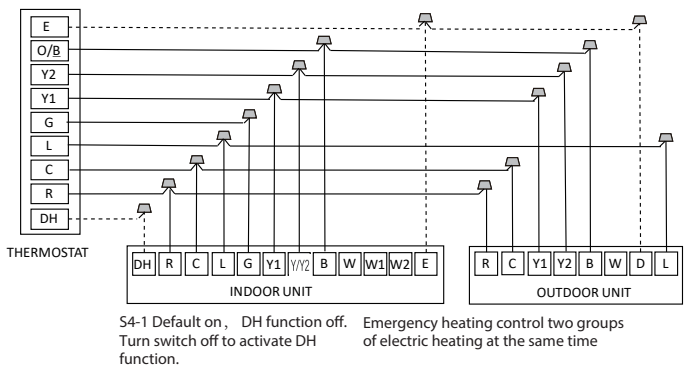 E
O/B
Y2
Y1
G
L
C
R
DH
THERMOSTAT
DH R C L G Y1 Y/Y2 B W W1 W2 E
INDOOR UNIT
R C Y1 Y2 B W D L
OUTDOOR UNIT
S4-1 Default on， DH function off.
Turn switch off to activate DH
function.
Emergency heating control two groups
of electric heating at the same time